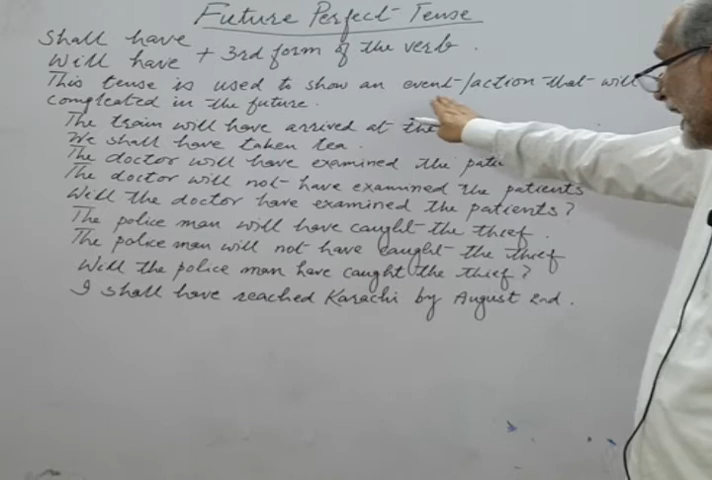 Future Perfect Tense
Shall have
Will have + 3rd form of the verb.
This tense is used to show an event/action that will
compleated in the future.
The train will have arrived at the
We shall have taken tea.
The doctor will have examined the
The doctor will not have examined the patients
Will the doctor have examined the patients?
The police man will have caught the thief.
The police man will not have caught the thief
Will the police man have caught the thief?
I shall have reached Karachi by August 2nd.